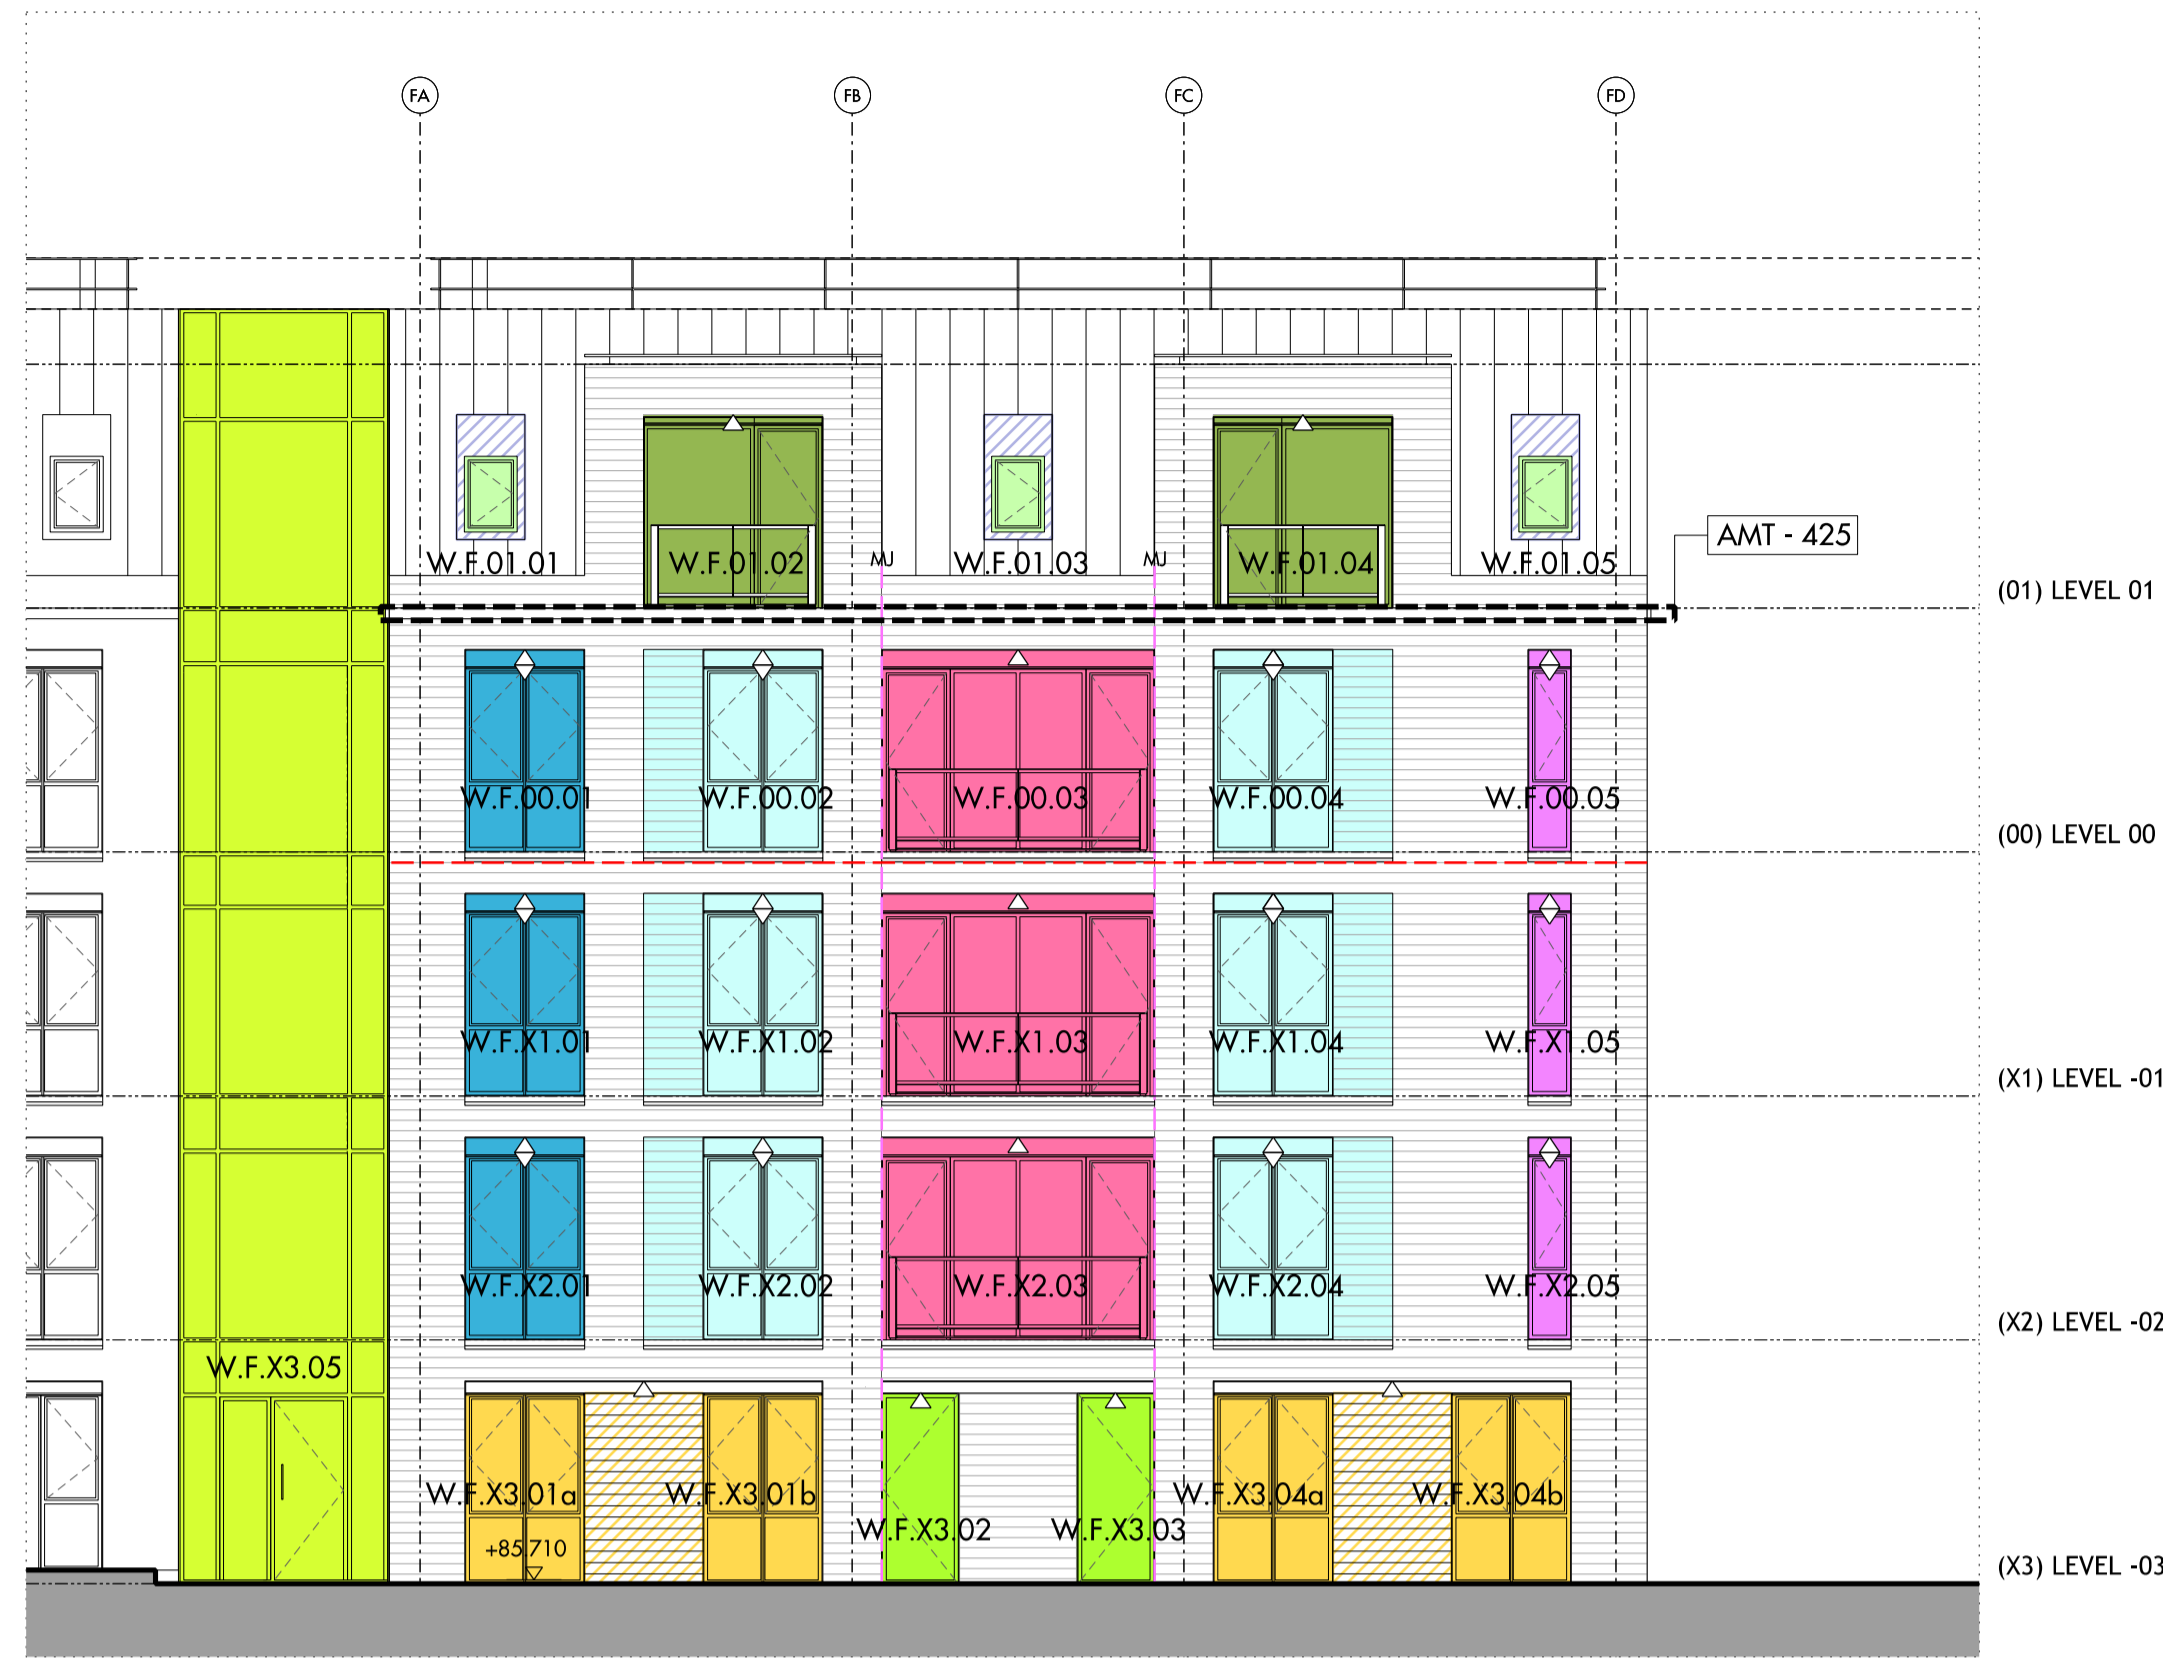 FA FB FC FD
AMT - 425
W.F.01.01 W.F.01.02 MJ W.F.01.03 MJ W.F.01.04 W.F.01.05
(01) LEVEL 01
W.F.00.01 W.F.00.02 W.F.00.03 W.F.00.04 W.F.00.05
(00) LEVEL 00
W.F.X1.01 W.F.X1.02 W.F.X1.03 W.F.X1.04 W.F.X1.05
(X1) LEVEL -01
W.F.X2.01 W.F.X2.02 W.F.X2.03 W.F.X2.04 W.F.X2.05
(X2) LEVEL -02
W.F.X3.05
W.F.X3.01a W.F.X3.01b W.F.X3.04a W.F.X3.04b
W.F.X3.02 W.F.X3.03
+85.710
(X3) LEVEL -03